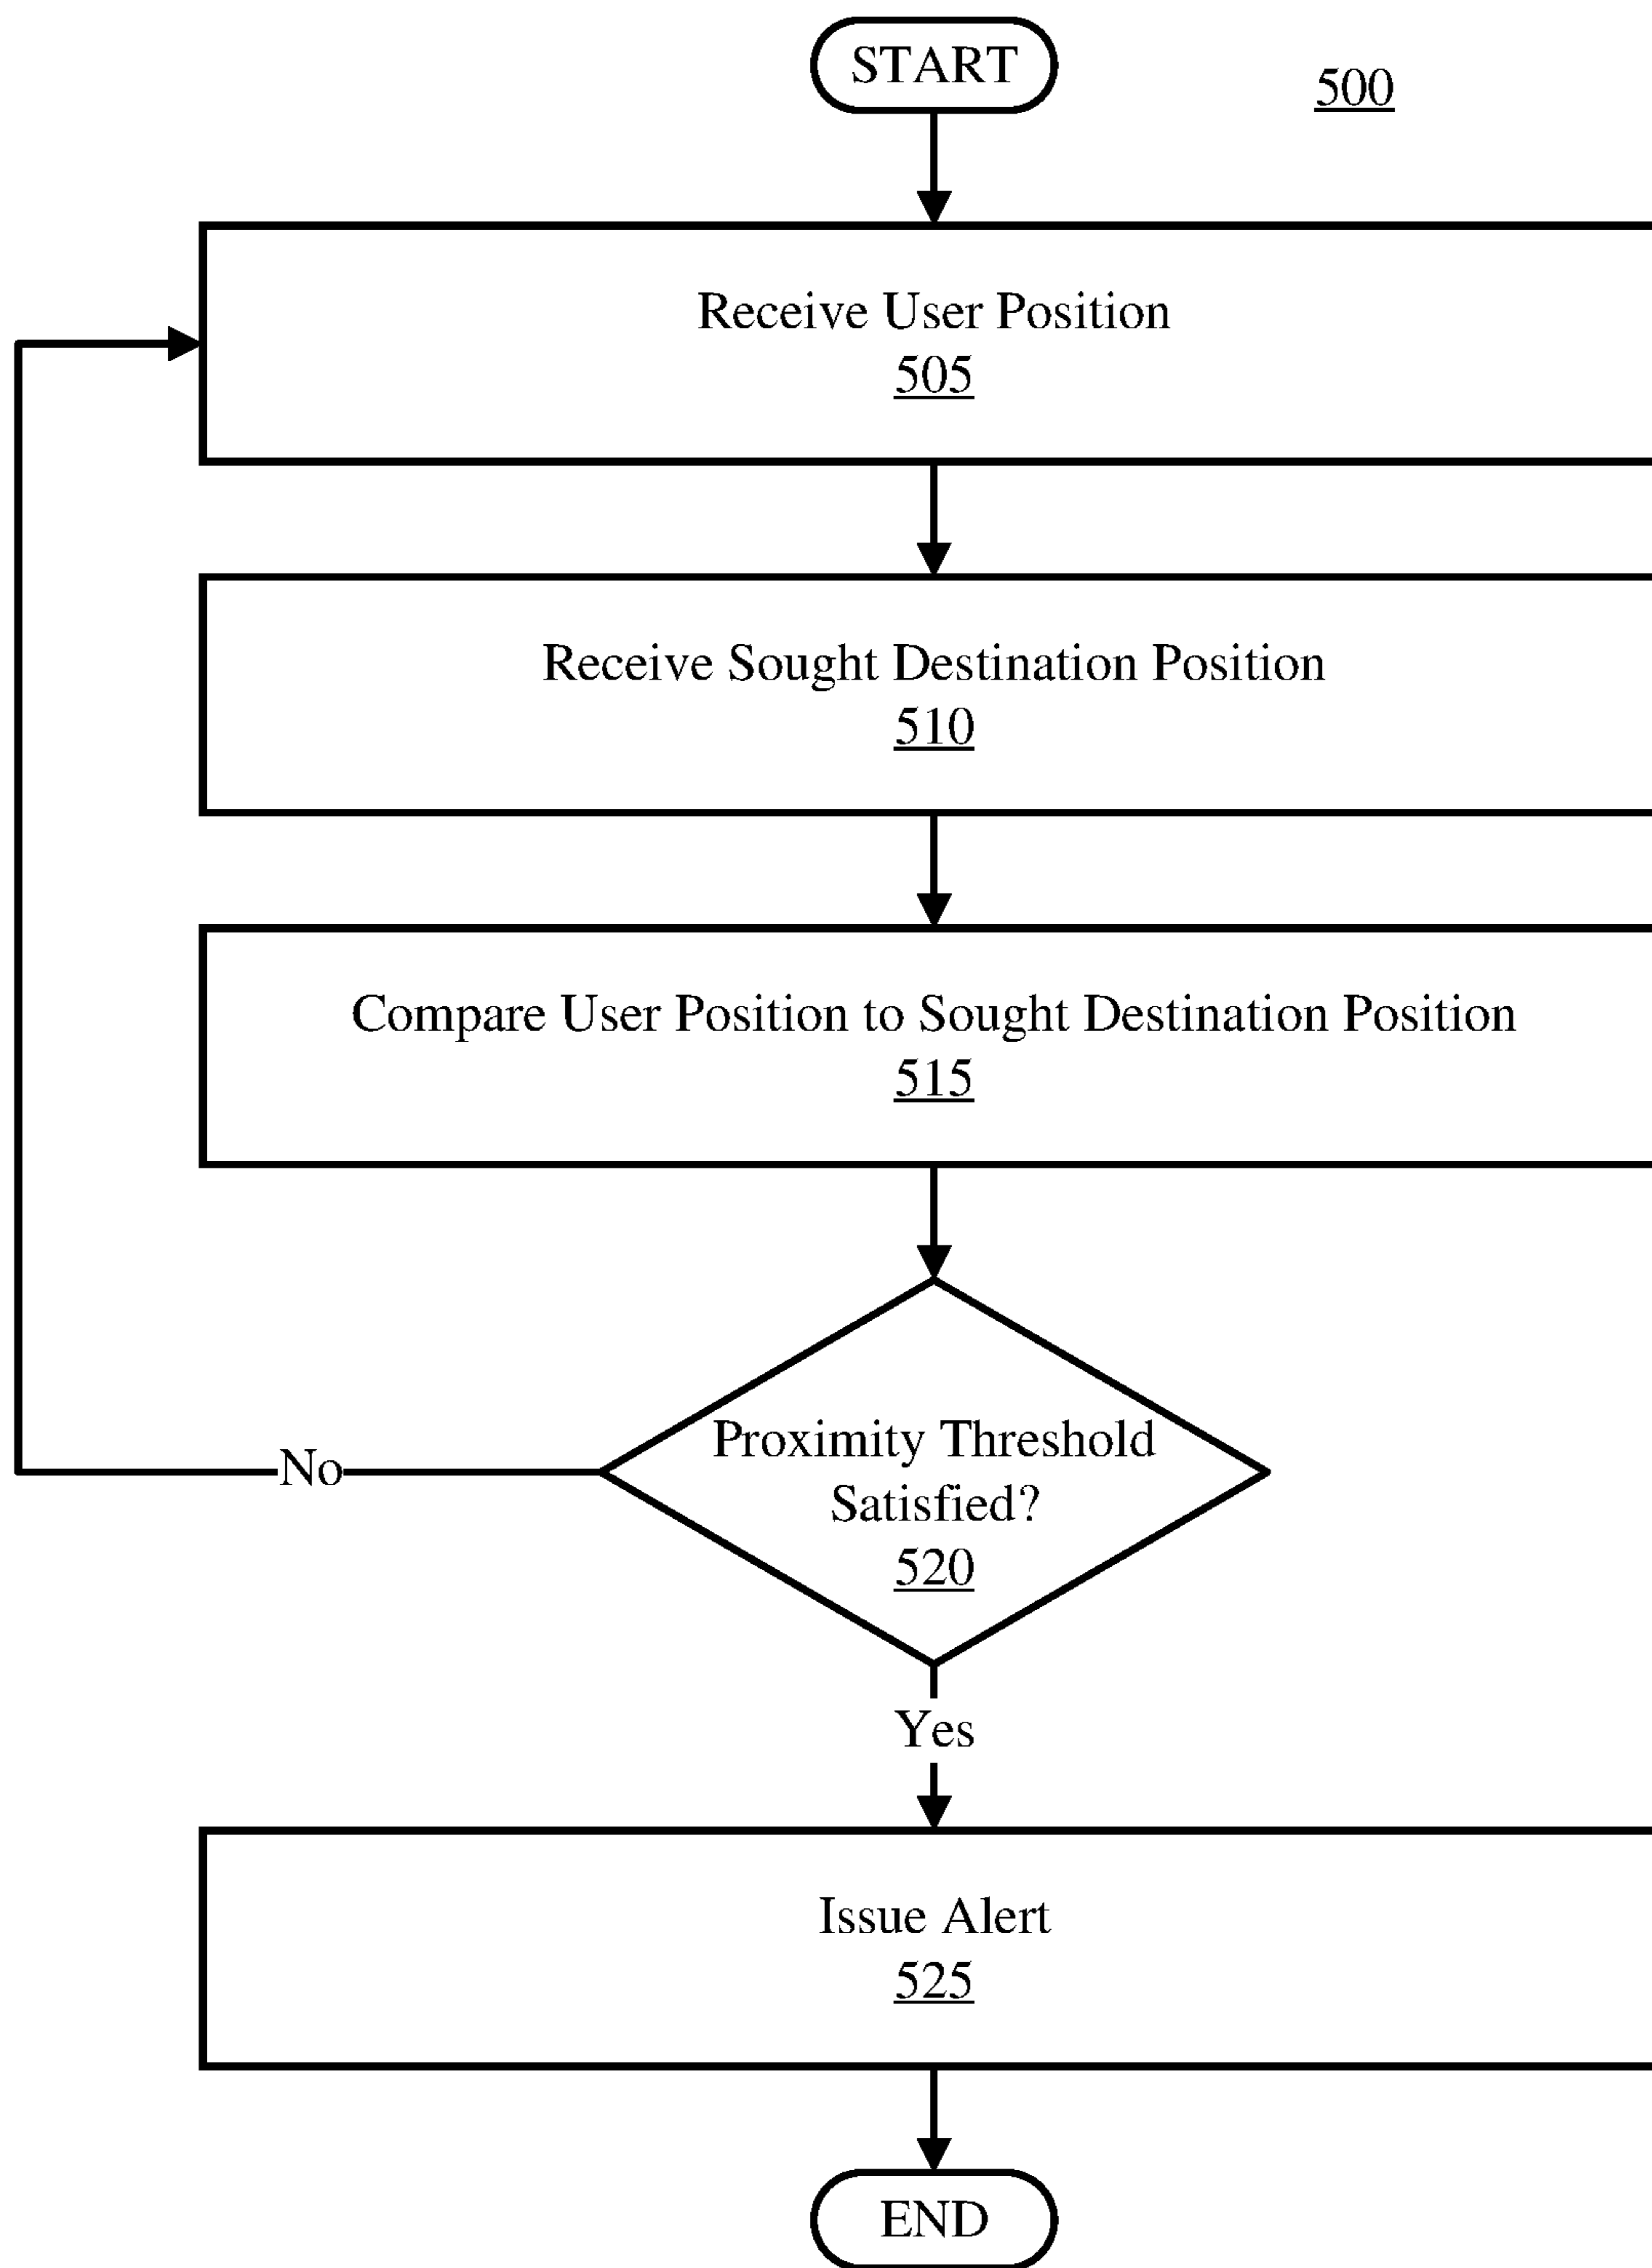 START
500
Receive User Position
505
Receive Sought Destination Position
510
Compare User Position to Sought Destination Position
515
Proximity Threshold
Satisfied?
520
No
Yes
Issue Alert
525
END